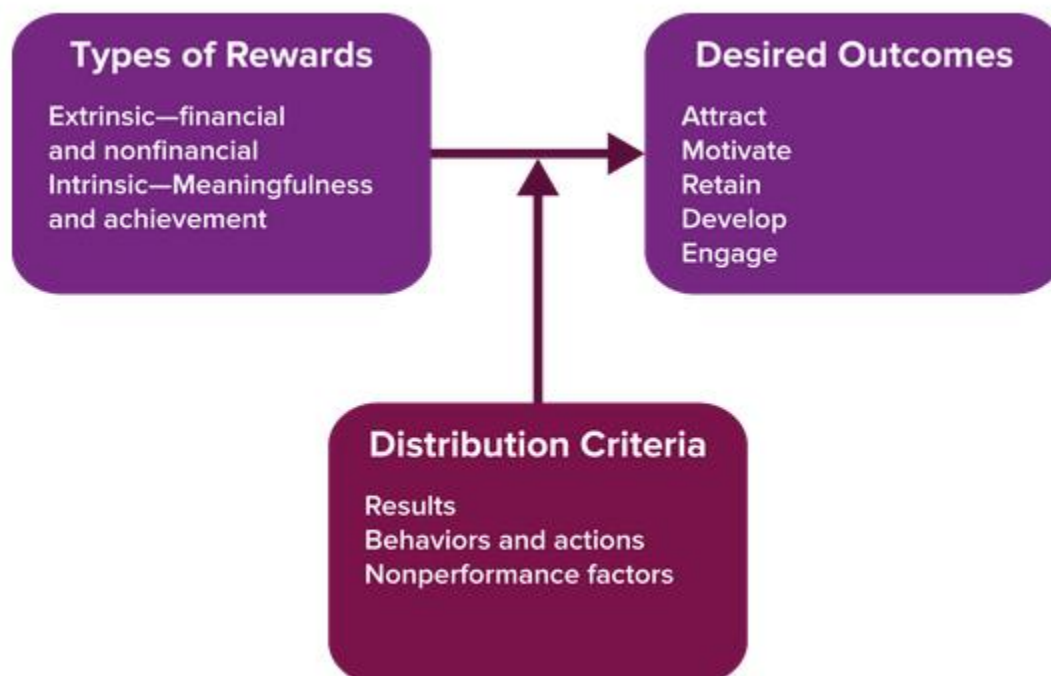 Types of Rewards
Extrinsic—financial
and nonfinancial
Intrinsic—Meaningfulness
and achievement
Desired Outcomes
Attract
Motivate
Retain
Develop
Engage
Distribution Criteria
Results
Behaviors and actions
Nonperformance factors